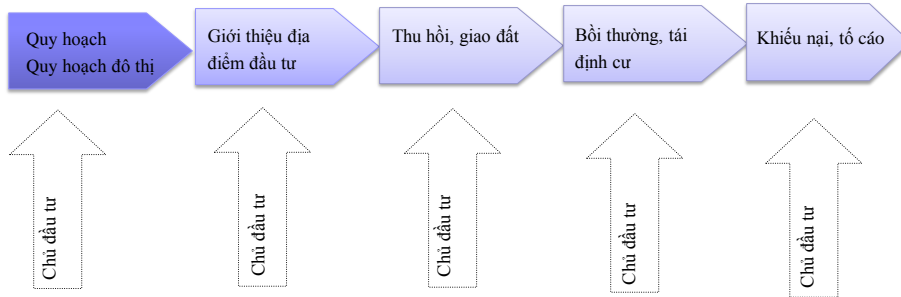 Quy hoạch
Quy hoạch đô thị
Giới thiệu địa
điểm đầu tư
Thu hồi, giao đất
Bồi thường, tái
định cư
Khiếu nại, tố cáo
Chủ đầu tư
Chủ đầu tư
Chủ đầu tư
Chủ đầu tư
Chủ đầu tư